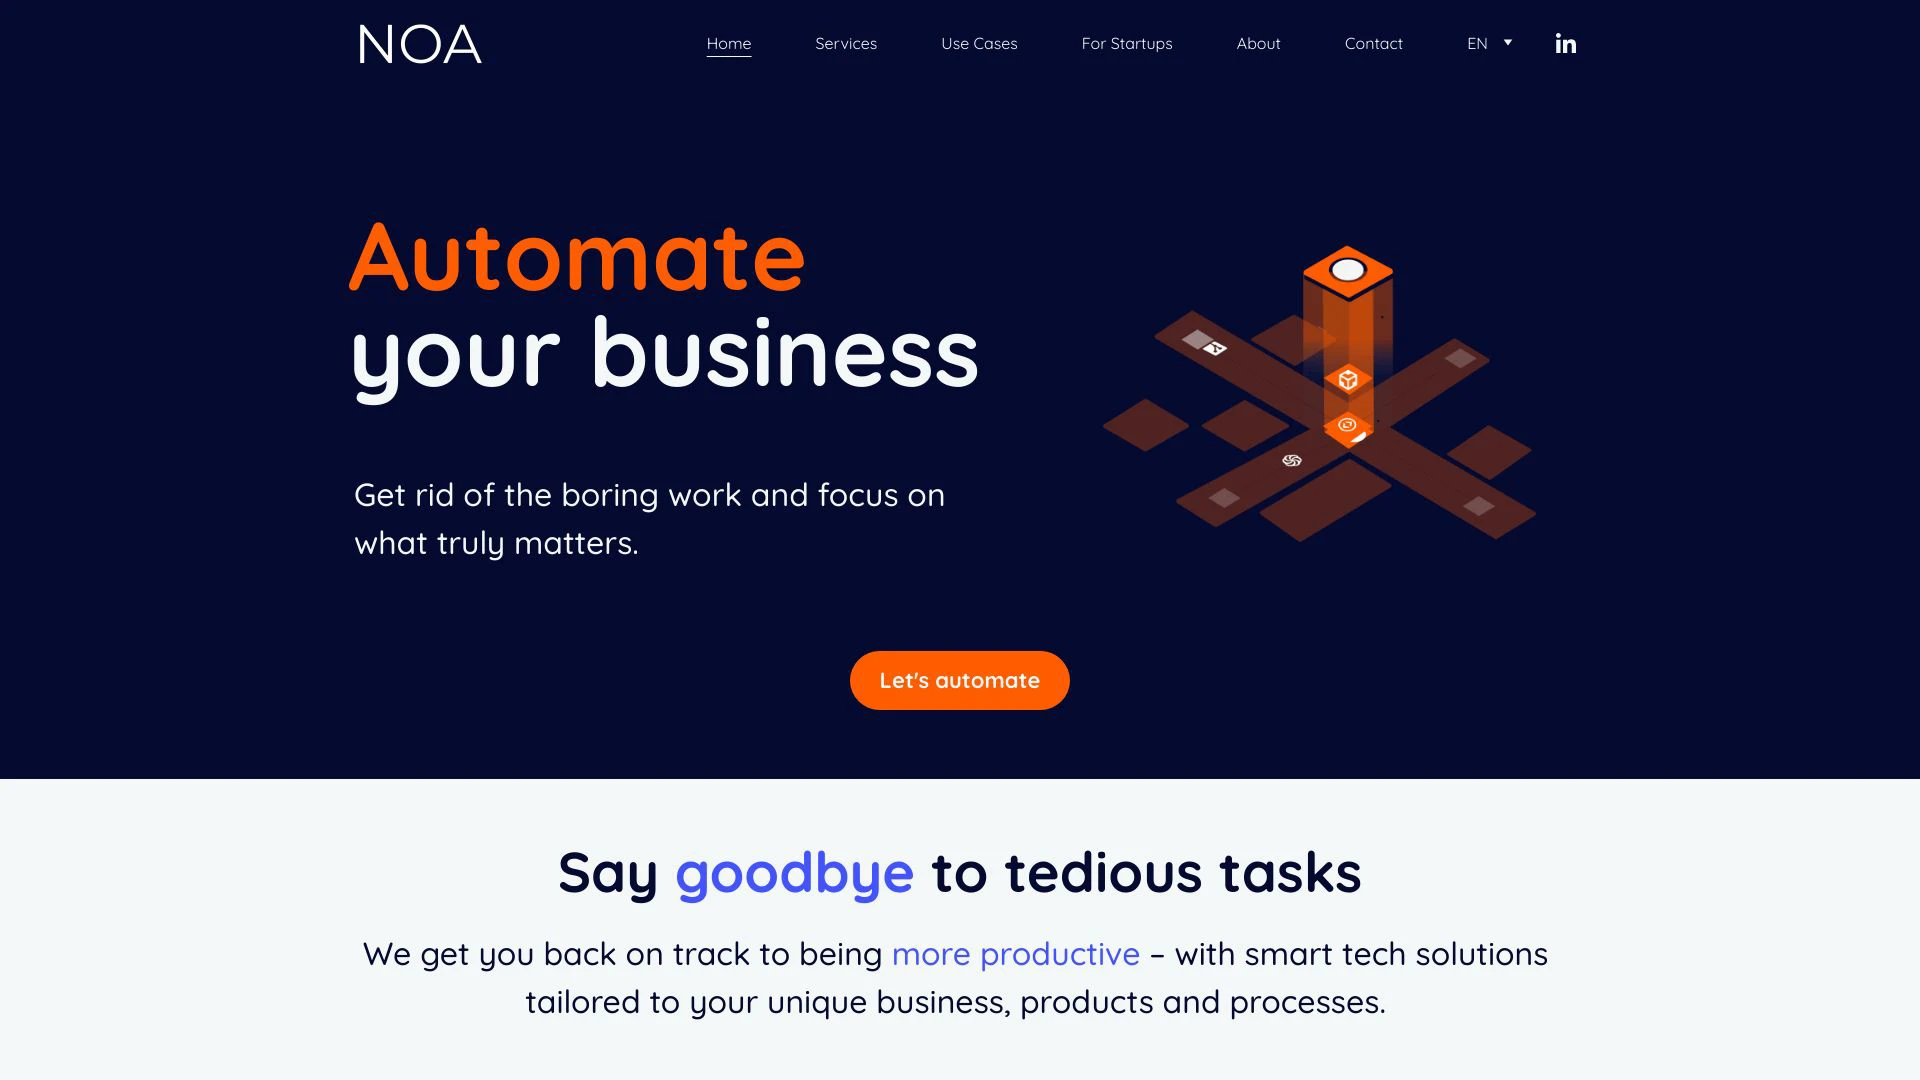 NOA
Home
Services
Use Cases
For Startups
About
Contact
EN
in
Automate
your business
Get rid of the boring work and focus on
what truly matters.
Let's automate
Say goodbye to tedious tasks
We get you back on track to being more productive – with smart tech solutions
tailored to your unique business, products and processes.